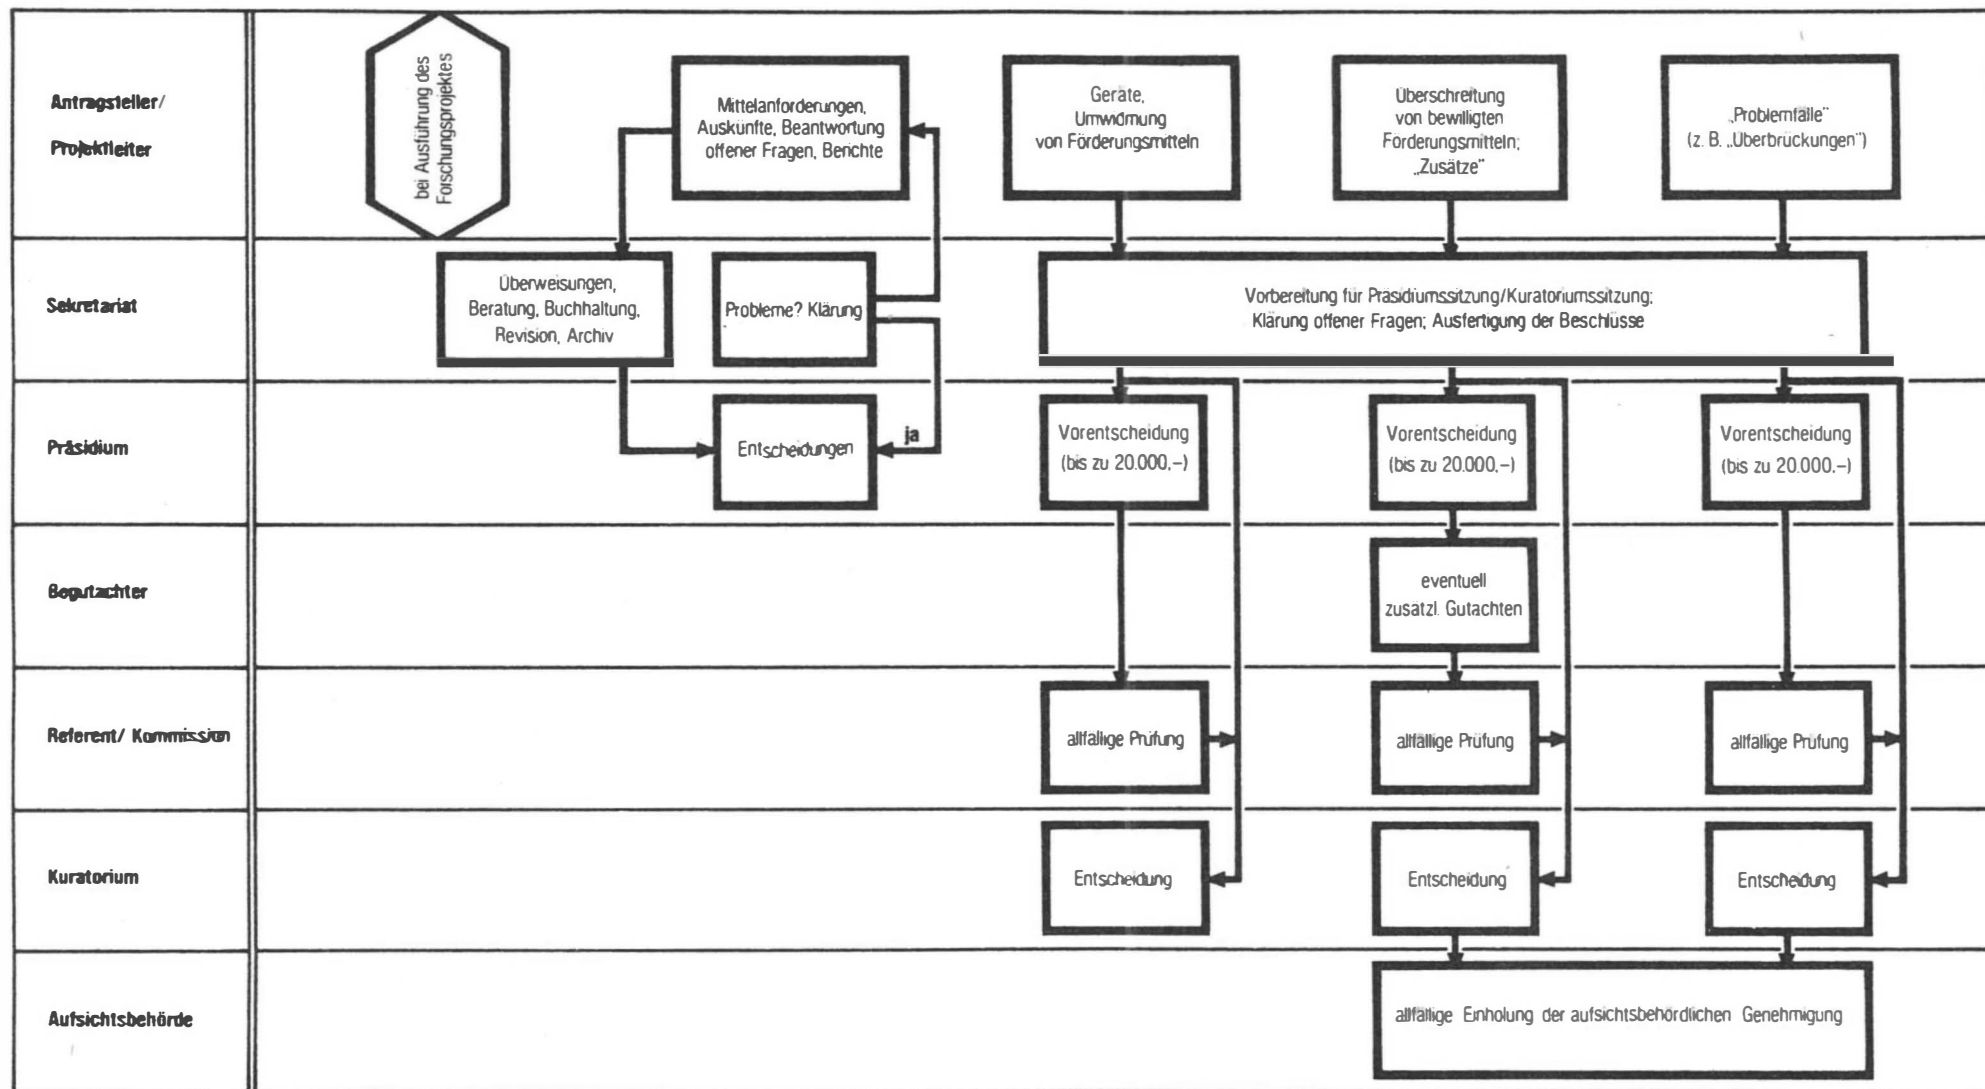 Antragsteller/
Projektleiter
bei Ausführung des
Forschungsprojektes
Mittelanforderungen,
Auskünfte, Beantwortung
offener Fragen, Berichte
Geräte,
Umwidmung
von Förderungsmitteln
Überschreitung
von bewilligten
Förderungsmitteln;
„Zusätze"
„Problemfälle"
(z. B. „Überbrückungen")
Sekretariat
Überweisungen,
Beratung, Buchhaltung,
Revision, Archiv
Probleme? Klärung
Vorbereitung für Präsidiumssitzung/Kuratoriumssitzung;
Klärung offener Fragen; Ausfertigung der Beschlüsse
Präsidium
Entscheidungen
ja
Vorentscheidung
(bis zu 20.000,–)
Vorentscheidung
(bis zu 20.000,–)
Vorentscheidung
(bis zu 20.000,–)
Begutachter
eventuell
zusätzl. Gutachten
Referent/ Kommission
allfällige Prüfung
allfällige Prüfung
allfällige Prüfung
Kuratorium
Entscheidung
Entscheidung
Entscheidung
Aufsichtsbehörde
allfällige Einholung der aufsichtsbehördlichen Genehmigung